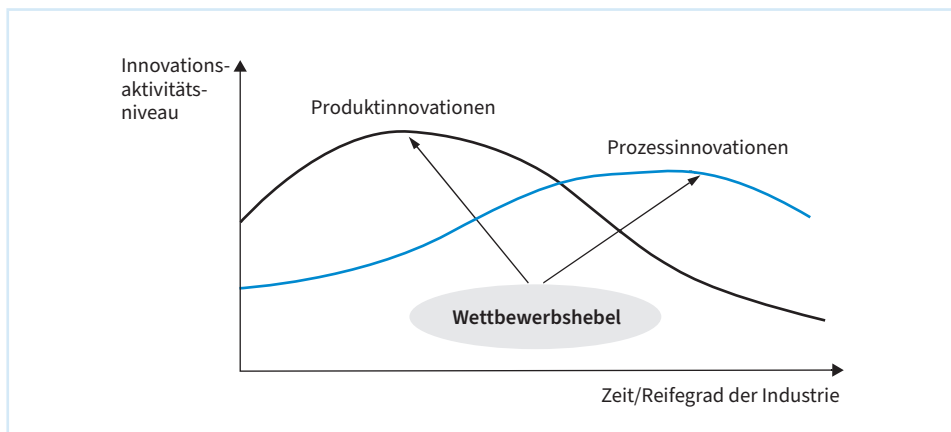 Innovations-
aktivitäts-
niveau
Produktinnovationen
Prozessinnovationen
Wettbewerbshebel
Zeit/Reifegrad der Industrie